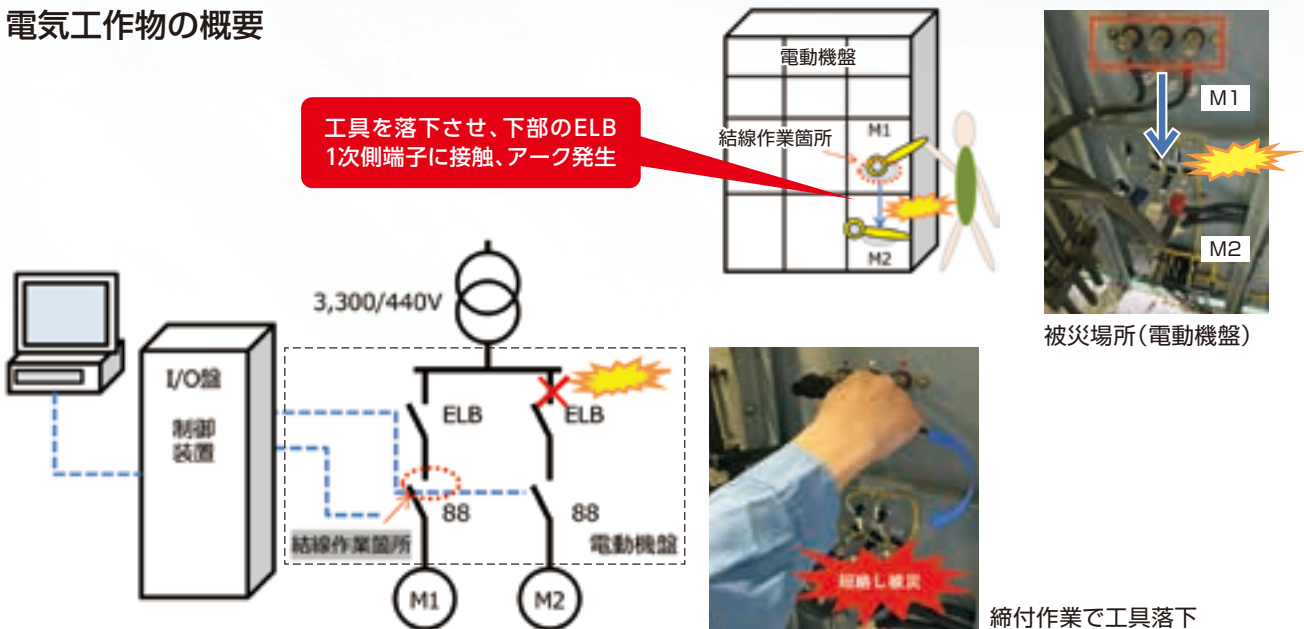 電気工作物の概要
工具を落下させ、下部のELB
1次側端子に接触、アーク発生
電動機盤
結線作業箇所
M1
M2
M1
M2
被災場所(電動機盤)
3,300/440V
I/O盤
制御
装置
ELB
ELB
88
88
結線作業箇所
電動機盤
M1
M2
短絡し被災
締付作業で工具落下